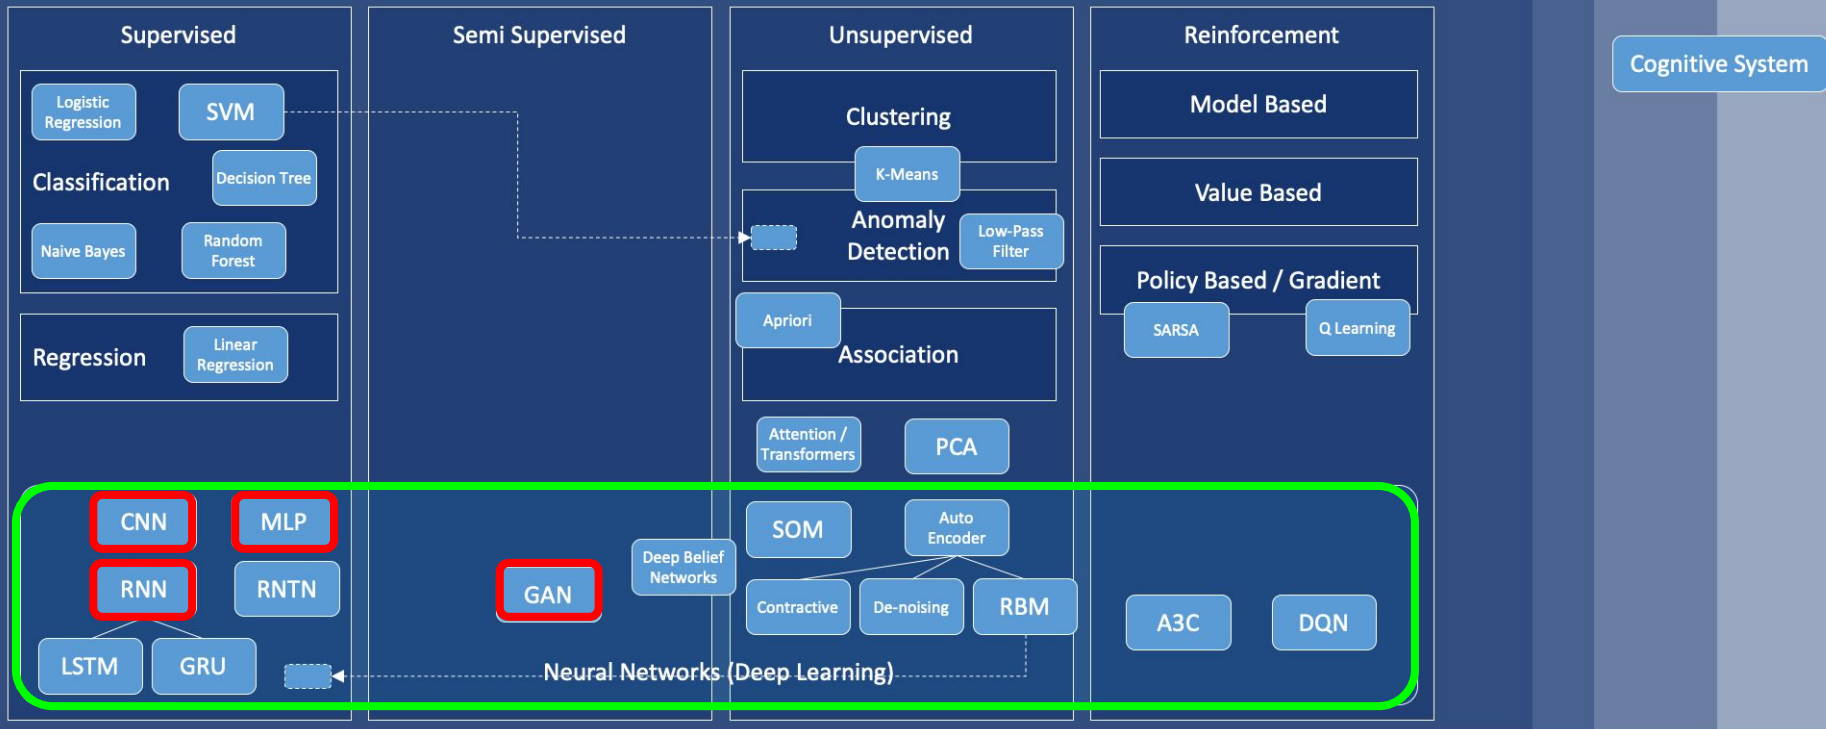 Supervised
Logistic
Regression
SVM
Classification
Decision Tree
Naive Bayes
Random
Forest
Regression
Linear
Regression
CNN
MLP
RNN
RNTN
LSTM
GRU
Semi Supervised
GAN
Deep Belief
Networks
Unsupervised
Clustering
K-Means
Anomaly
Detection
Low-Pass
Filter
Apriori
Association
Attention /
Transformers
PCA
SOM
Auto
Encoder
Contractive
De-noising
RBM
Neural Networks (Deep Learning)
Reinforcement
Model Based
Value Based
Policy Based / Gradient
SARSA
Q Learning
A3C
DQN
Cognitive System